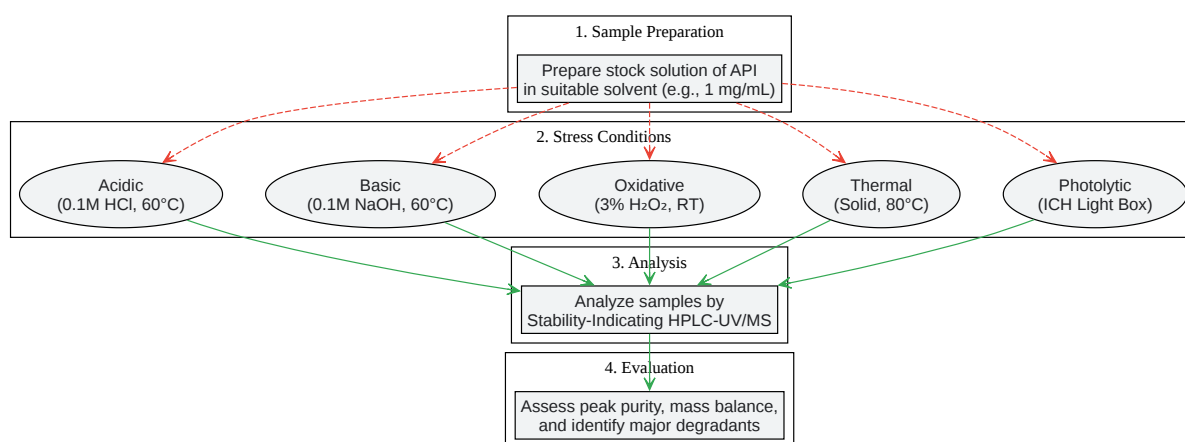 1. Sample Preparation
Prepare stock solution of API
in suitable solvent (e.g., 1 mg/mL)
2. Stress Conditions
Acidic
(0.1M HCl, 60°C)
Basic
(0.1M NaOH, 60°C)
Oxidative
(3% H₂O₂, RT)
Thermal
(Solid, 80°C)
Photolytic
(ICH Light Box)
3. Analysis
Analyze samples by
Stability-Indicating HPLC-UV/MS
4. Evaluation
Assess peak purity, mass balance,
and identify major degradants